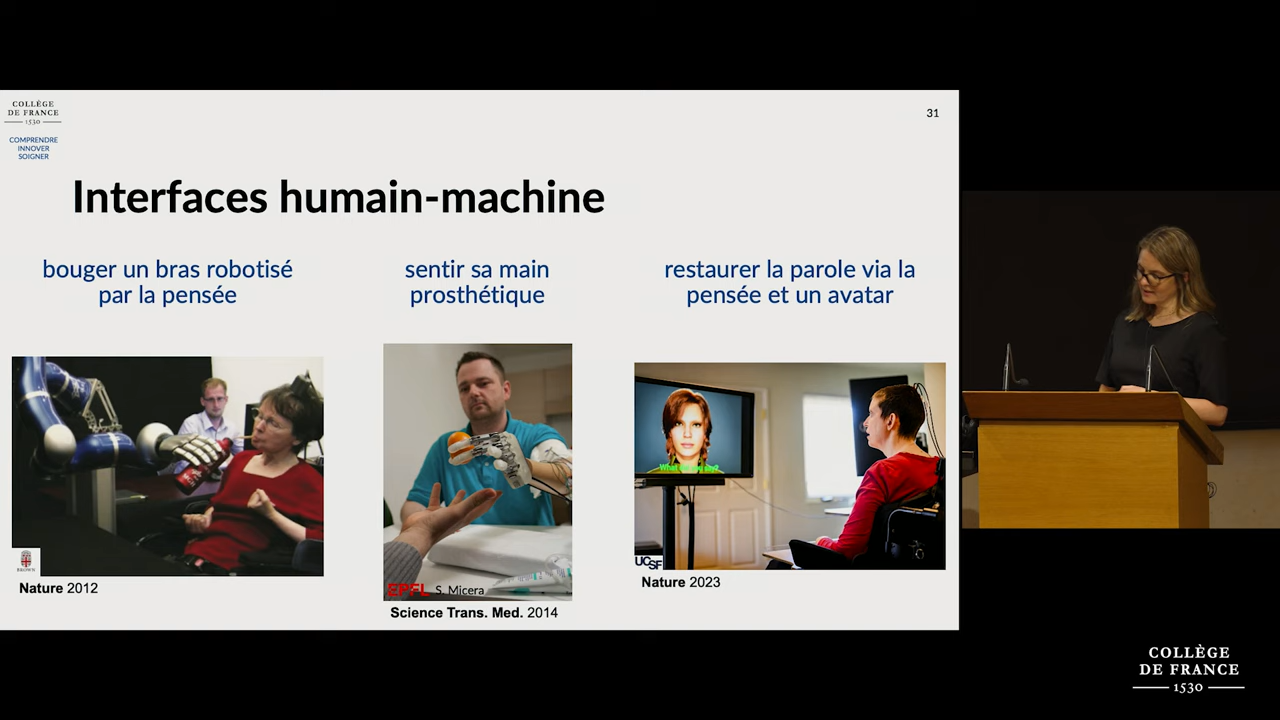 COLLÈGE
DE FRANCE
1530
COMPRENDRE
INNOVER
SOIGNER
31
Interfaces humain-machine
bouger un bras robotisé
par la pensée
sentir sa main
prosthétique
restaurer la parole via la
pensée et un avatar
BROWN
Nature 2012
EPFL S. Micera
Science Trans. Med. 2014
UCSF
Nature 2023
COLLÈGE
DE FRANCE
1530